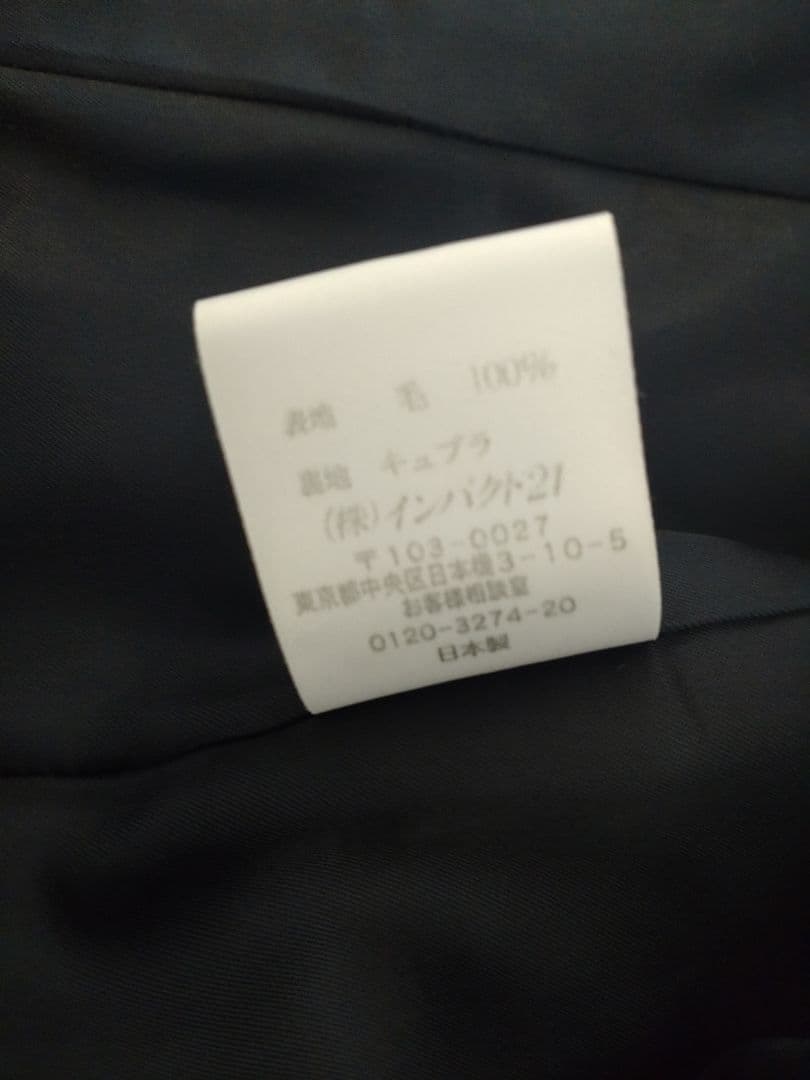 表地 毛 100%
裏地 キュプラ
(株)インパクト21
〒103-0027
東京都中央区日本橋3-10-5
お客様相談室
0120-3274-20
日本製